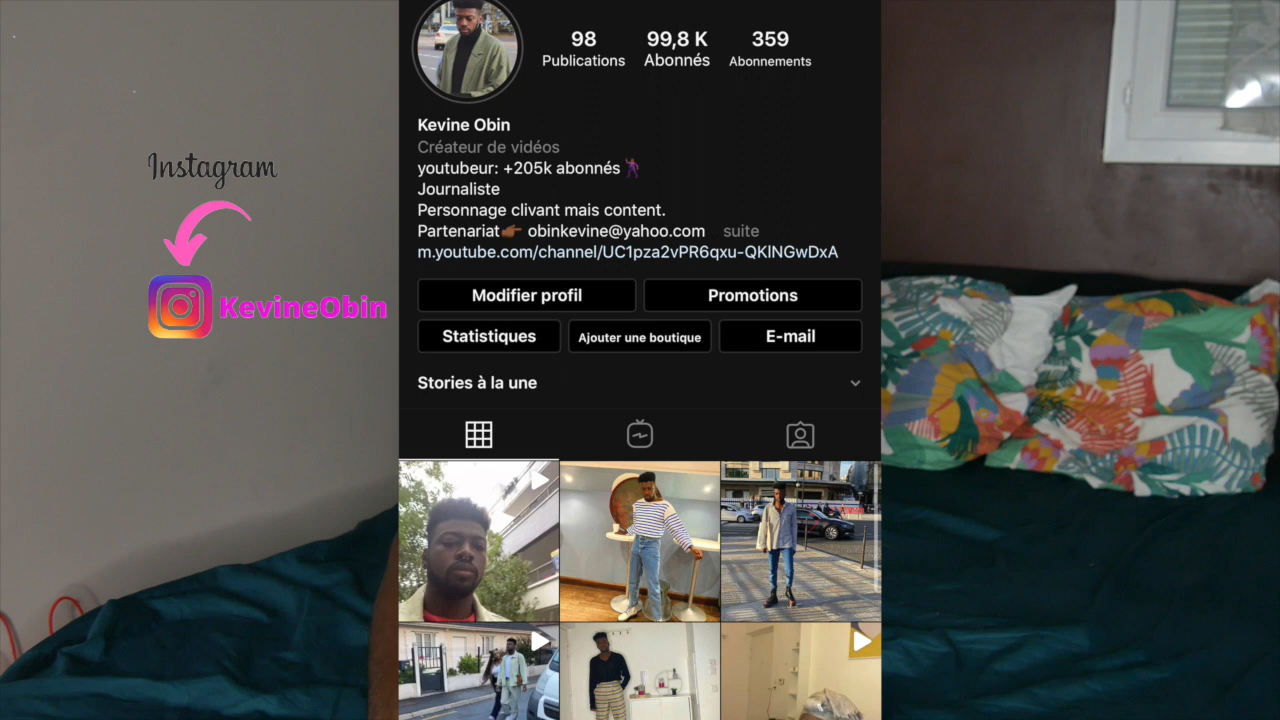 Instagram
KevineObin
98 99,8 K 359
Publications Abonnés Abonnements
Kevine Obin
Créateur de vidéos
youtubeur: +205k abonnés
Journaliste
Personnage clivant mais content.
Partenariat obinkevine@yahoo.com suite
m.youtube.com/channel/UC1pza2vPR6qxu-QKlNGwDxA
Modifier profil Promotions
Statistiques Ajouter une boutique E-mail
Stories à la une